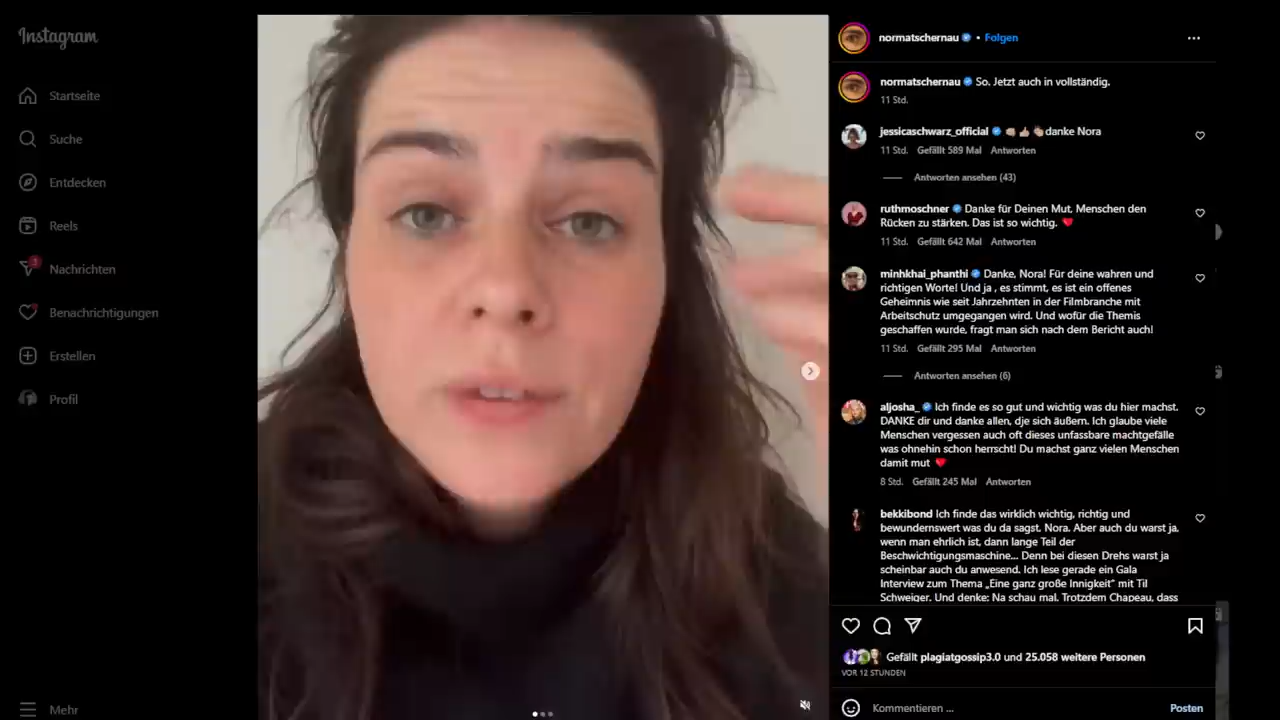 Instagram
Startseite
Suche
Entdecken
Reels
3
Nachrichten
Benachrichtigungen
Erstellen
Profil
Mehr
normatschernau • Folgen
normatschernau So. Jetzt auch in vollständig.
11 Std.
jessicaschwarz_official danke Nora
11 Std. Gefällt 589 Mal Antworten
Antworten ansehen (43)
ruthmoschner Danke für Deinen Mut, Menschen den
Rücken zu stärken. Das ist so wichtig.
11 Std. Gefällt 642 Mal Antworten
minhkhai_phanthi Danke, Nora! Für deine wahren und
richtigen Worte! Und ja , es stimmt, es ist ein offenes
Geheimnis wie seit Jahrzehnten in der Filmbranche mit
Arbeitschutz umgegangen wird. Und wofür die Themis
geschaffen wurde, fragt man sich nach dem Bericht auch!
11 Std. Gefällt 295 Mal Antworten
Antworten ansehen (6)
aljosha_ Ich finde es so gut und wichtig was du hier machst.
DANKE dir und danke allen, dje sich äußern. Ich glaube viele
Menschen vergessen auch oft dieses unfassbare machtgefälle
was ohnehin schon herrscht! Du machst ganz vielen Menschen
damit mut
8 Std. Gefällt 245 Mal Antworten
bekkibond Ich finde das wirklich wichtig, richtig und
bewundernswert was du da sagst, Nora. Aber auch du warst ja,
wenn man ehrlich ist, dann lange Teil der
Beschwichtigungsmaschine... Denn bei diesen Drehs warst ja
scheinbar auch du anwesend. Ich lese gerade ein Gala
Interview zum Thema „Eine ganz große Innigkeit“ mit Til
Schweiger. Und denke: Na schau mal. Trotzdem Chapeau, dass
Gefällt plagiatgossip3.0 und 25.058 weitere Personen
VOR 12 STUNDEN
Kommentieren ...
Posten